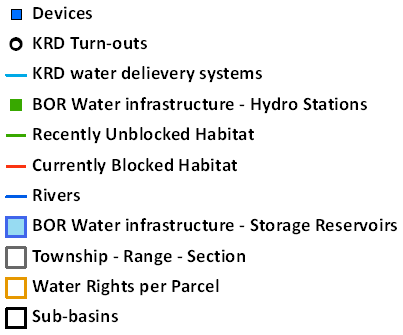 Devices
KRD Turn-outs
KRD water delievery systems
BOR Water infrastructure - Hydro Stations
Recently Unblocked Habitat
Currently Blocked Habitat
Rivers
BOR Water infrastructure - Storage Reservoirs
Township - Range - Section
Water Rights per Parcel
Sub-basins